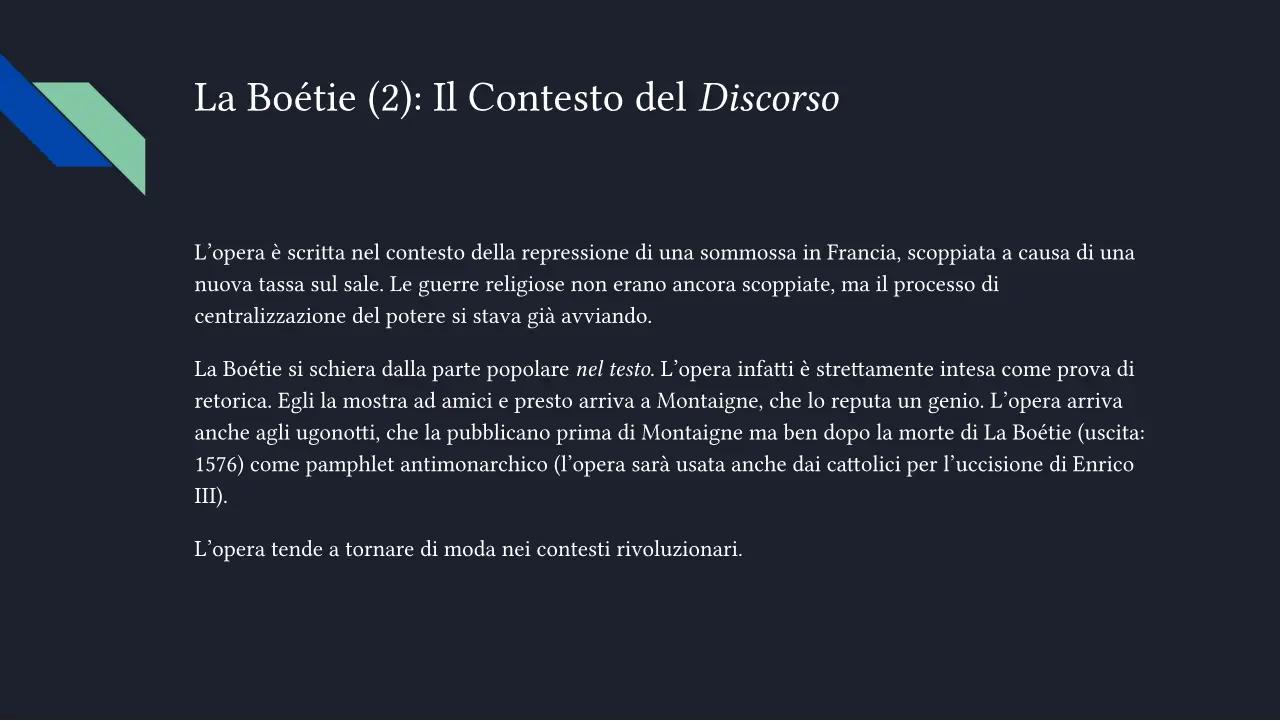 La Boétie (2): Il Contesto del Discorso
L’opera è scritta nel contesto della repressione di una sommossa in Francia, scoppiata a causa di una
nuova tassa sul sale. Le guerre religiose non erano ancora scoppiate, ma il processo di
centralizzazione del potere si stava già avviando.
La Boétie si schiera dalla parte popolare nel testo. L’opera infatti è strettamente intesa come prova di
retorica. Egli la mostra ad amici e presto arriva a Montaigne, che lo reputa un genio. L’opera arriva
anche agli ugonotti, che la pubblicano prima di Montaigne ma ben dopo la morte di La Boétie (uscita:
1576) come pamphlet antimonarchico (l’opera sarà usata anche dai cattolici per l’uccisione di Enrico
III).
L’opera tende a tornare di moda nei contesti rivoluzionari.